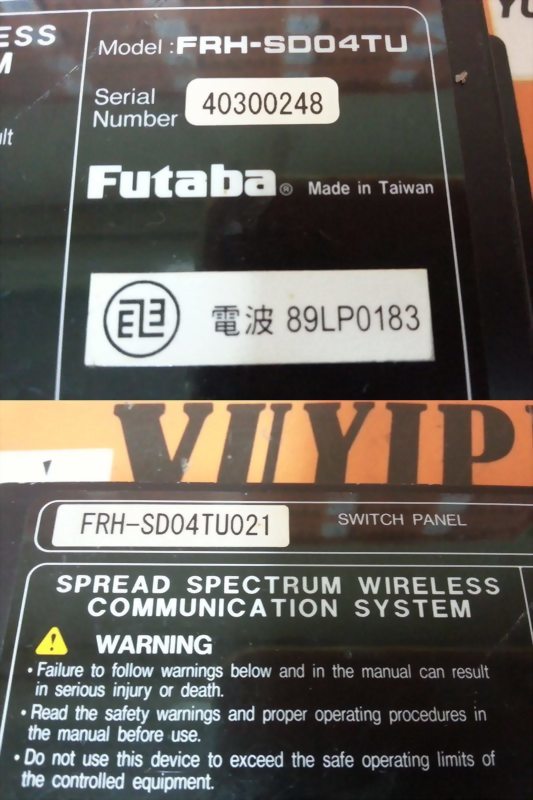 ESS
M
ult
Model : FRH-SD04TU
Serial
Number
40300248
Futaba® Made in Taiwan
電波 89LP0183
VUYIP
FRH-SD04TU021
SWITCH PANEL
SPREAD SPECTRUM WIRELESS
COMMUNICATION SYSTEM
WARNING
• Failure to follow warnings below and in the manual can result
in serious injury or death.
• Read the safety warnings and proper operating procedures in
the manual before use.
• Do not use this device to exceed the safe operating limits of
the controlled equipment.